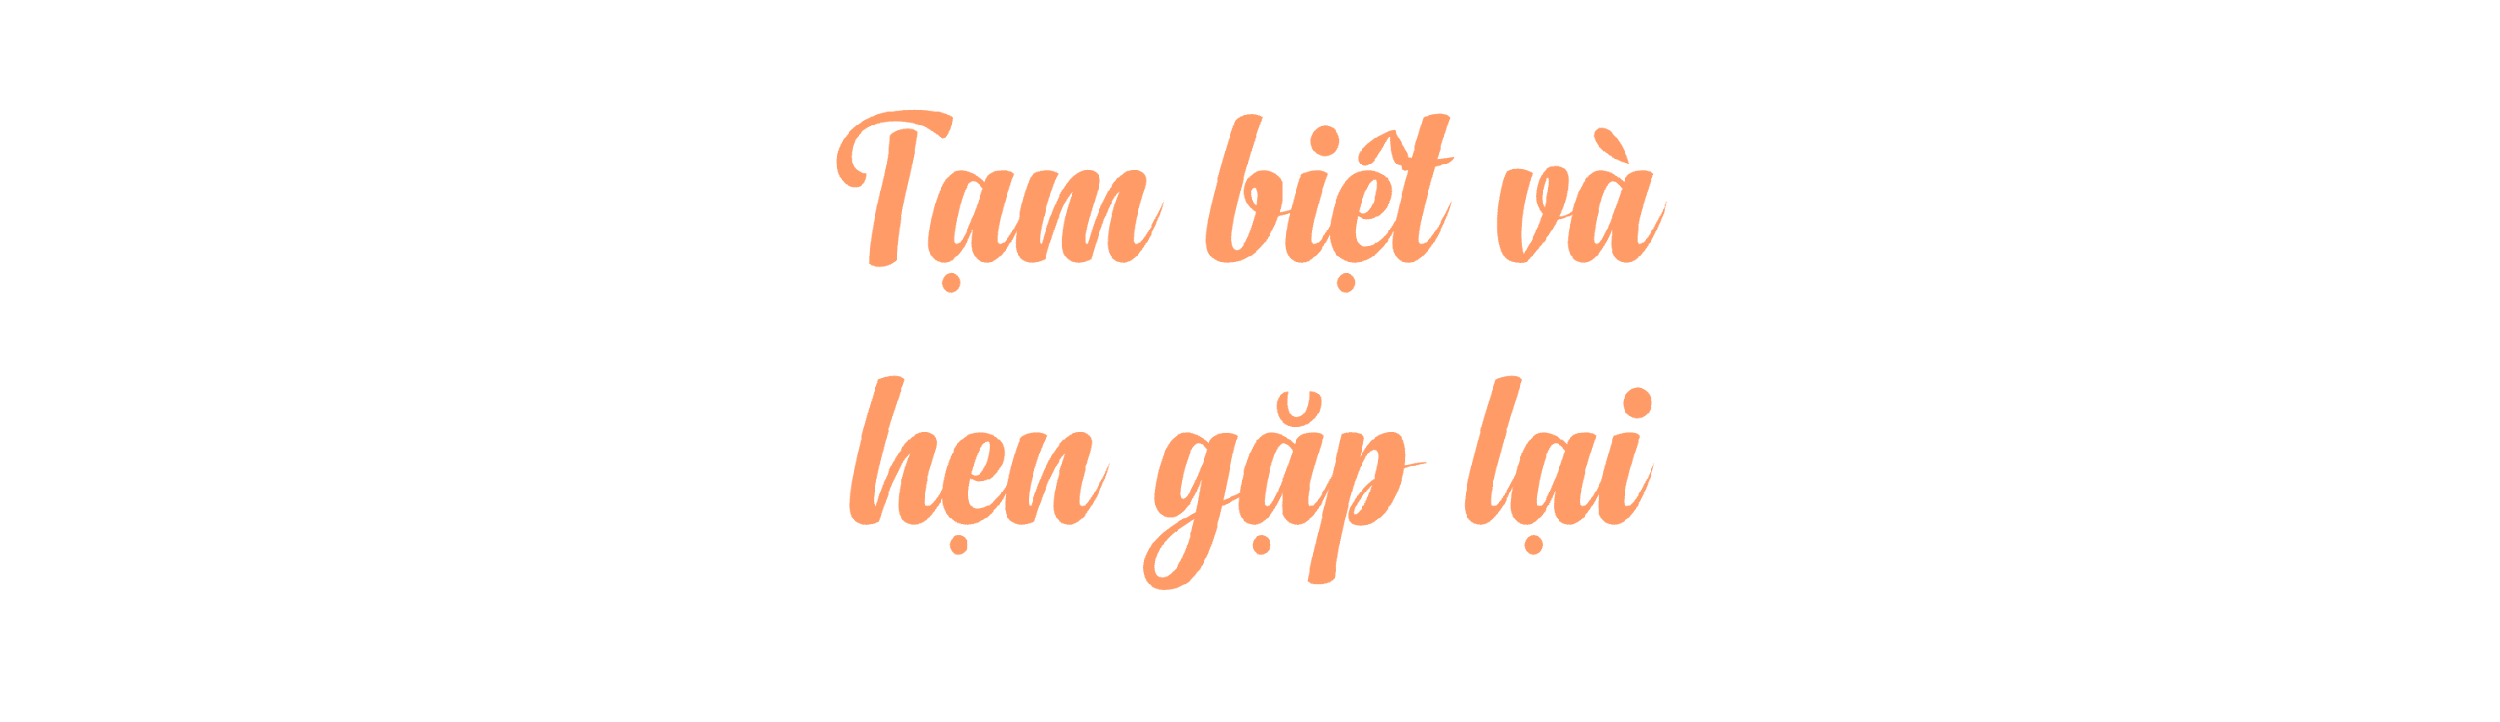 Tạm biệt và
hẹn gặp lại